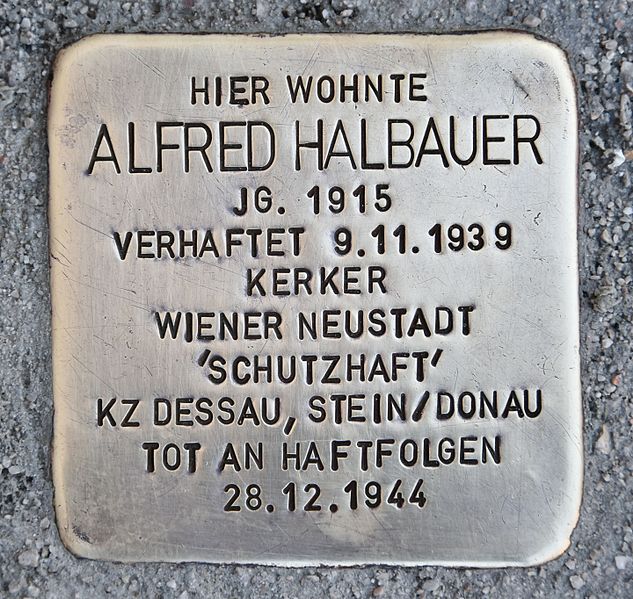 HIER WOHNTE
ALFRED HALBAUER
JG. 1915
VERHAFTET 9.11.1939
KERKER
WIENER NEUSTADT
'SCHUTZHAFT'
KZ DESSAU, STEIN/DONAU
TOT AN HAFTFOLGEN
28.12.1944